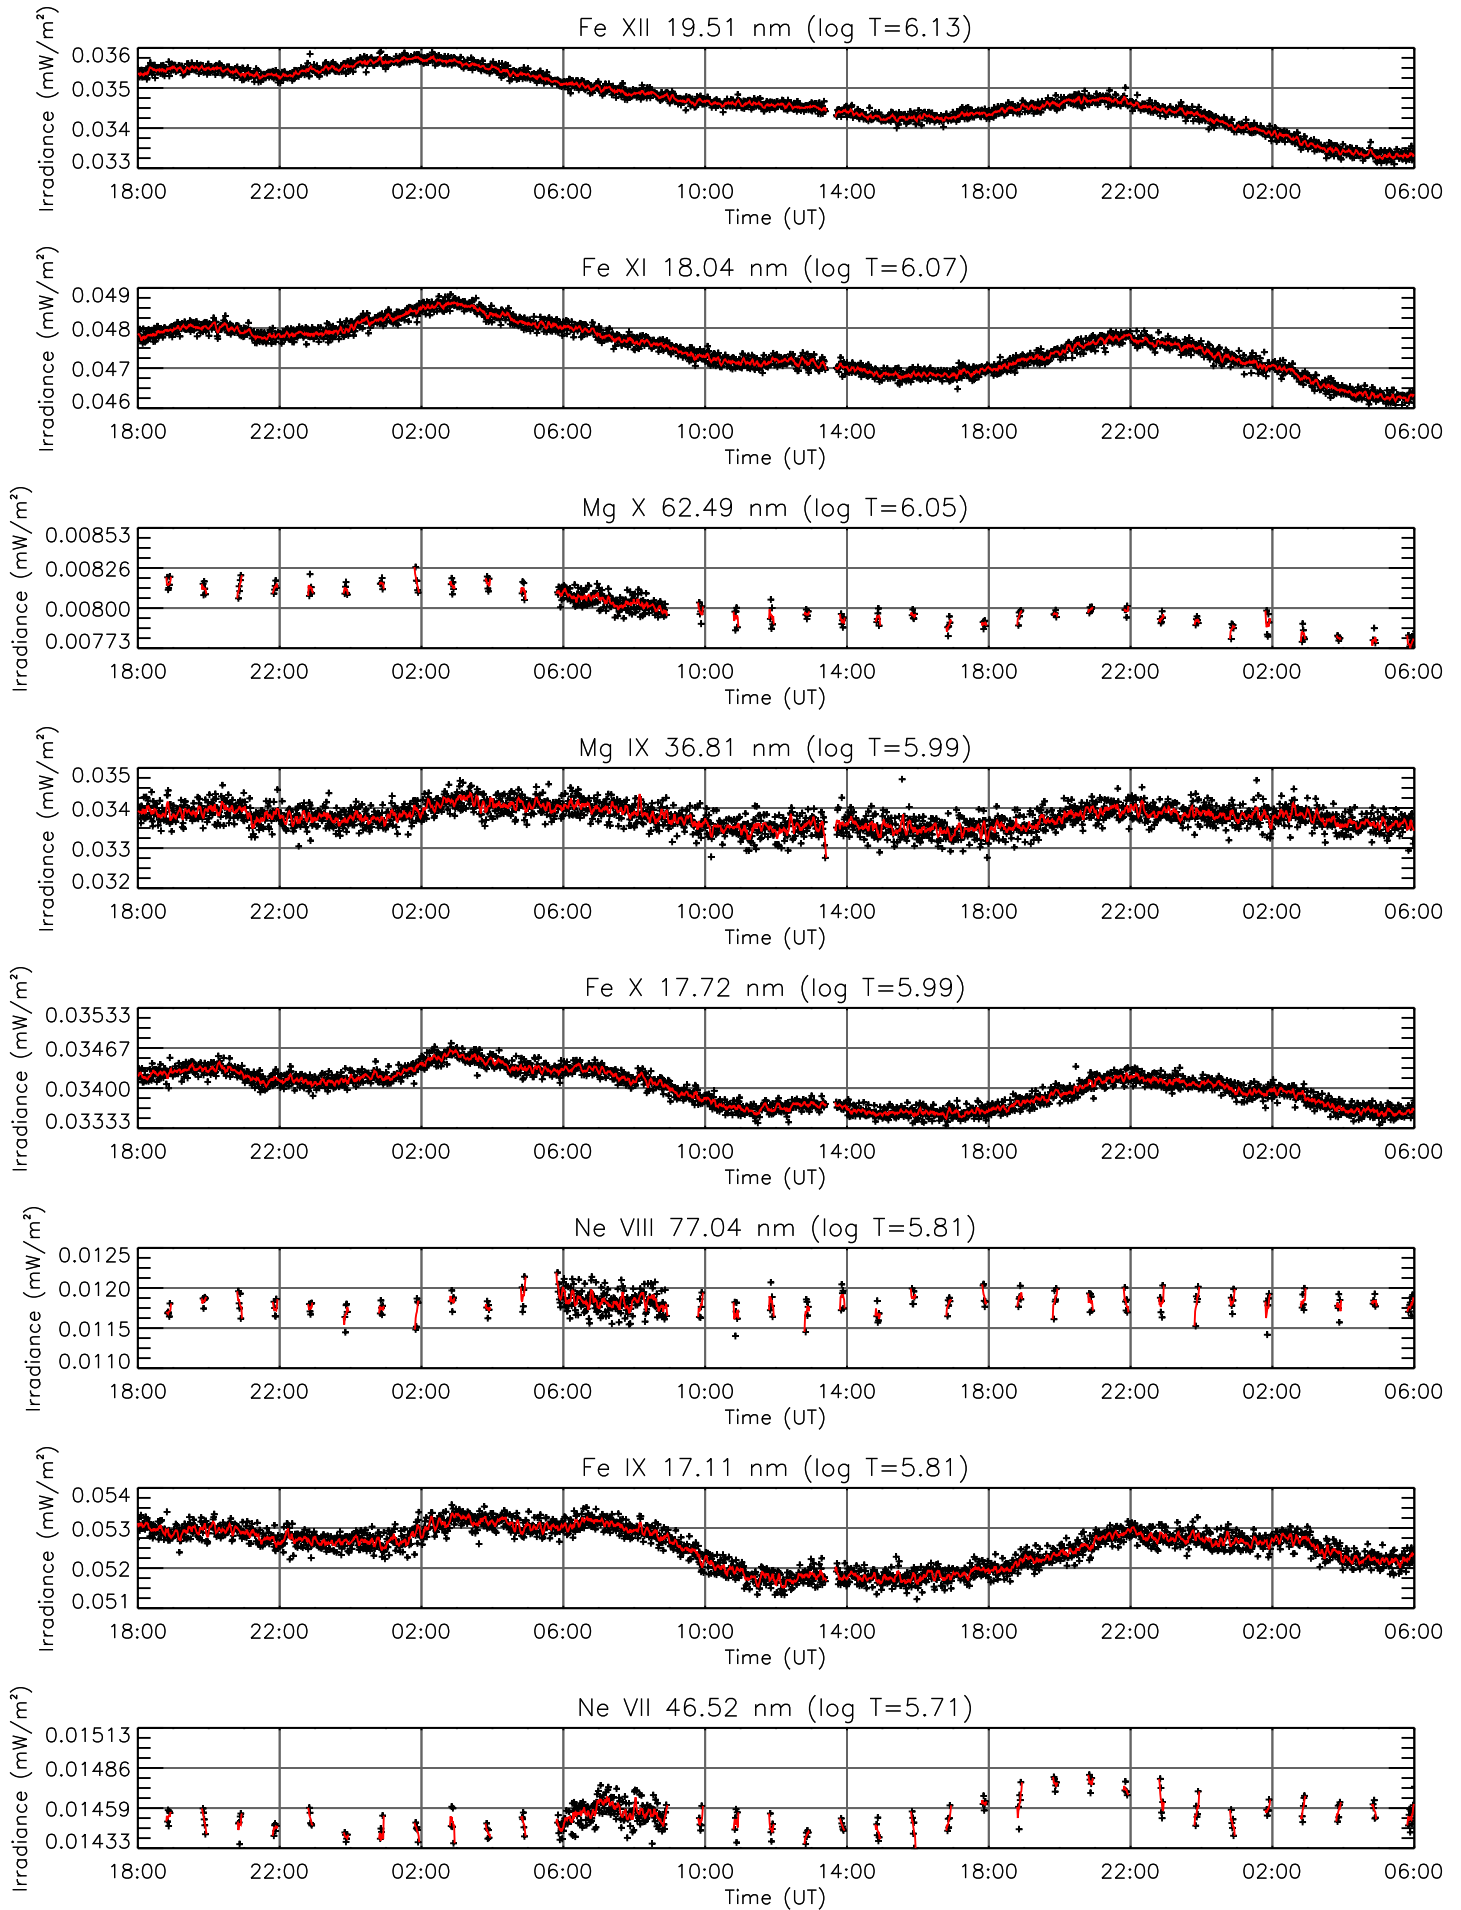 Fe XII 19.51 nm (log T=6.13)
Irradiance (mW/m²)
0.036
0.035
0.034
0.033
18:00 22:00 02:00 06:00 10:00 14:00 18:00 22:00 02:00 06:00
Time (UT)
Fe XI 18.04 nm (log T=6.07)
Irradiance (mW/m²)
0.049
0.048
0.047
0.046
18:00 22:00 02:00 06:00 10:00 14:00 18:00 22:00 02:00 06:00
Time (UT)
Mg X 62.49 nm (log T=6.05)
Irradiance (mW/m²)
0.00853
0.00826
0.00800
0.00773
18:00 22:00 02:00 06:00 10:00 14:00 18:00 22:00 02:00 06:00
Time (UT)
Mg IX 36.81 nm (log T=5.99)
Irradiance (mW/m²)
0.035
0.034
0.033
0.032
18:00 22:00 02:00 06:00 10:00 14:00 18:00 22:00 02:00 06:00
Time (UT)
Fe X 17.72 nm (log T=5.99)
Irradiance (mW/m²)
0.03533
0.03467
0.03400
0.03333
18:00 22:00 02:00 06:00 10:00 14:00 18:00 22:00 02:00 06:00
Time (UT)
Ne VIII 77.04 nm (log T=5.81)
Irradiance (mW/m²)
0.0125
0.0120
0.0115
0.0110
18:00 22:00 02:00 06:00 10:00 14:00 18:00 22:00 02:00 06:00
Time (UT)
Fe IX 17.11 nm (log T=5.81)
Irradiance (mW/m²)
0.054
0.053
0.052
0.051
18:00 22:00 02:00 06:00 10:00 14:00 18:00 22:00 02:00 06:00
Time (UT)
Ne VII 46.52 nm (log T=5.71)
Irradiance (mW/m²)
0.01513
0.01486
0.01459
0.01433
18:00 22:00 02:00 06:00 10:00 14:00 18:00 22:00 02:00 06:00
Time (UT)